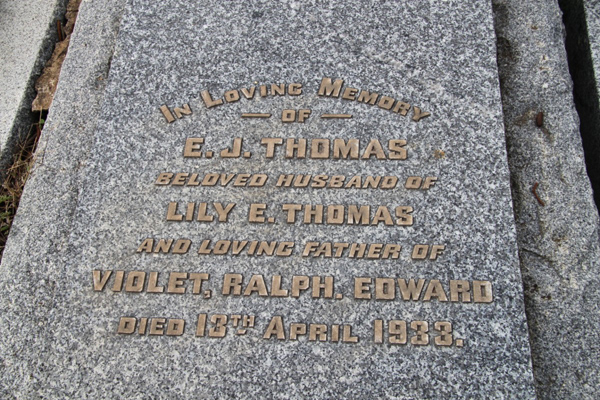 In Loving Memory
— OF —
E. J. THOMAS
BELOVED HUSBAND OF
LILY E. THOMAS
AND LOVING FATHER OF
VIOLET, RALPH, EDWARD
DIED 13TH APRIL 1933.